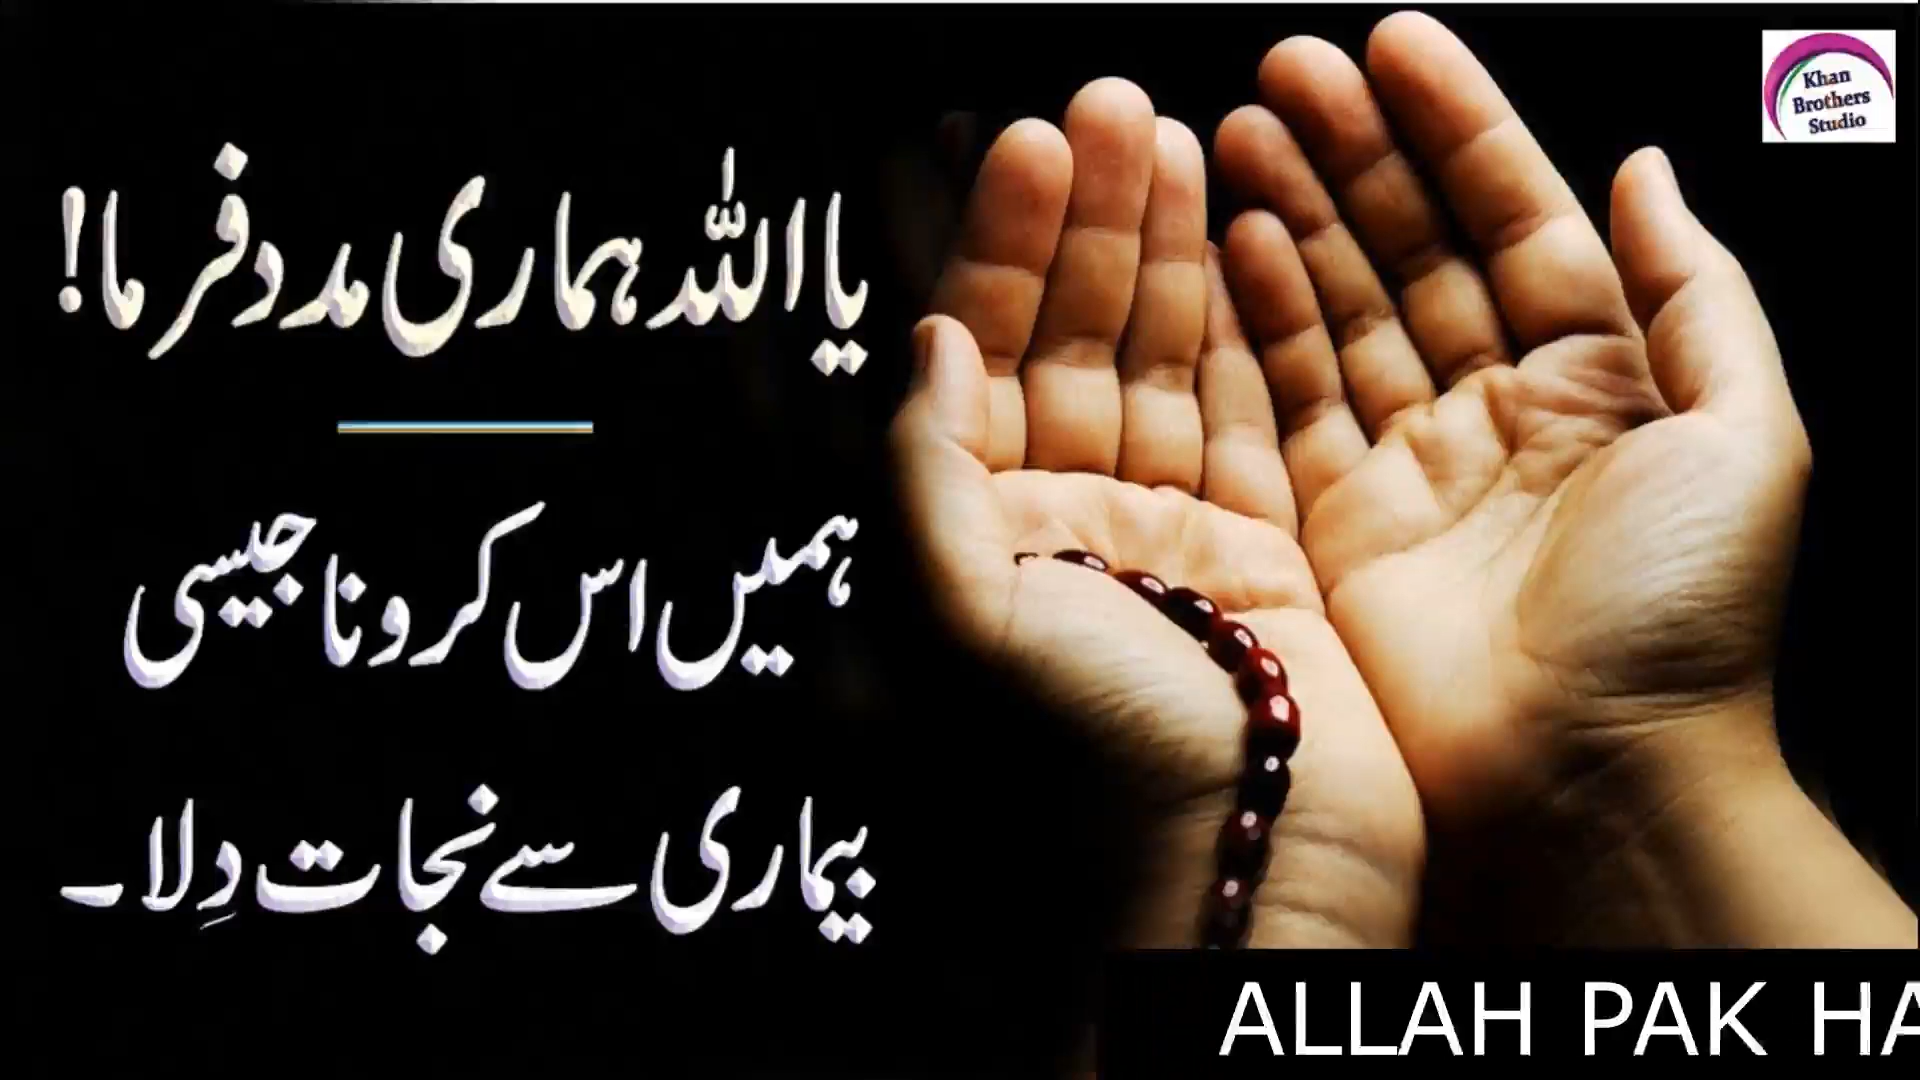 یا اللہ ہماری مدد فرما!
ہمیں اس کرونا جیسی
بیماری سے نجات دِلا۔
Khan
Brothers
Studio
ALLAH PAK HA